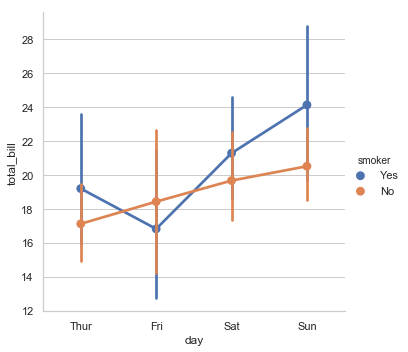 28
26
24
22
20
18
16
14
12
total_bill
Thur Fri Sat Sun
day
smoker
Yes
No